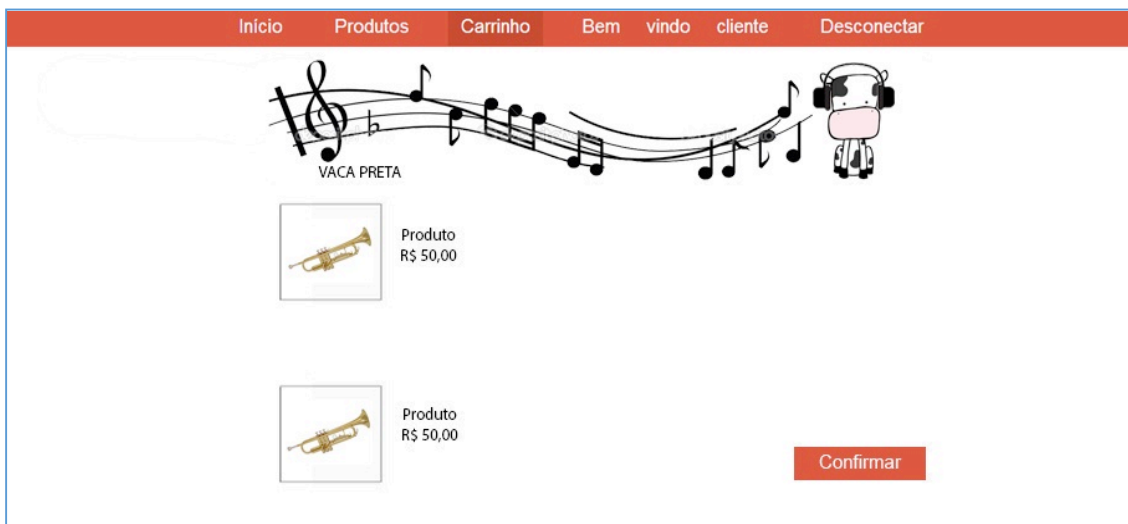 Início Produtos Carrinho Bem vindo cliente Desconectar
VACA PRETA
Produto
R$ 50,00
Produto
R$ 50,00
Confirmar